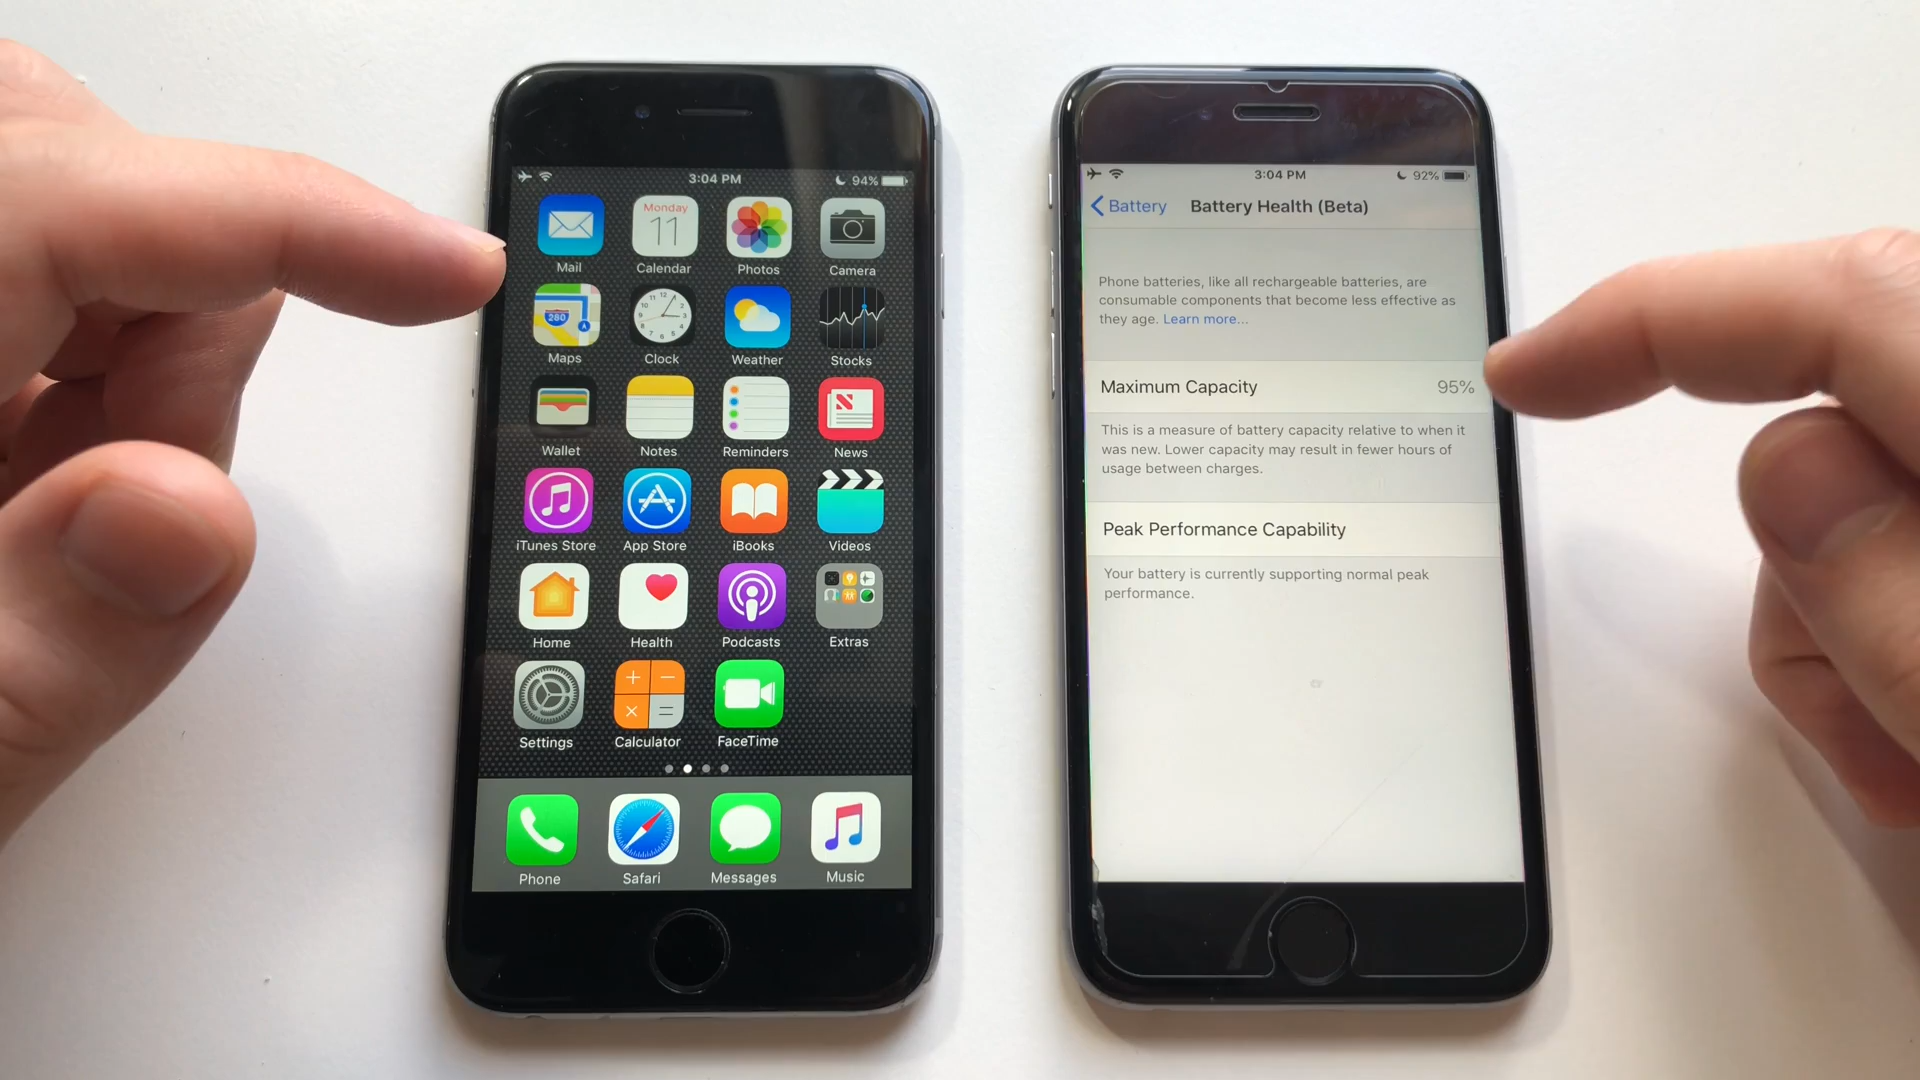 3:04 PM
94%
Monday
11
Mail
Calendar
Photos
Camera
280
12
Maps
Clock
Weather
Stocks
Wallet
Notes
Reminders
News
iTunes Store
App Store
iBooks
Videos
Home
Health
Podcasts
Extras
Settings
Calculator
FaceTime
Phone
Safari
Messages
Music
3:04 PM
92%
Battery
Battery Health (Beta)
Phone batteries, like all rechargeable batteries, are
consumable components that become less effective as
they age. Learn more...
Maximum Capacity 95%
This is a measure of battery capacity relative to when it
was new. Lower capacity may result in fewer hours of
usage between charges.
Peak Performance Capability
Your battery is currently supporting normal peak
performance.